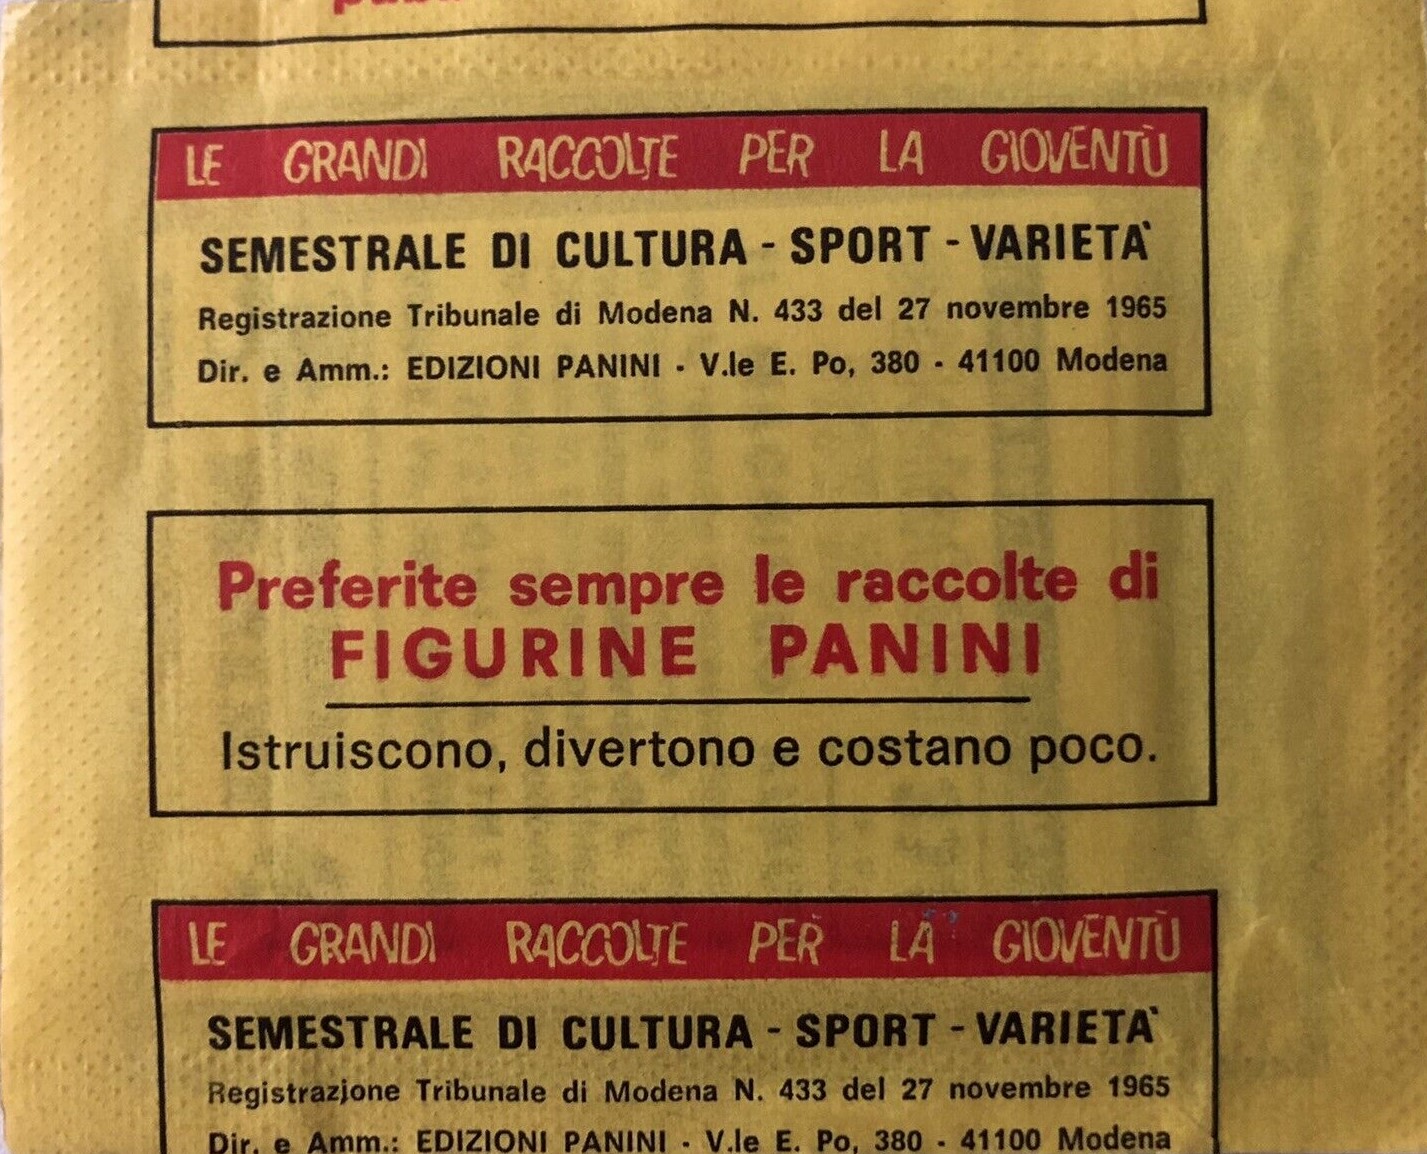 LE GRANDI RACCOLTE PER LA GIOVENTÙ
SEMESTRALE DI CULTURA - SPORT - VARIETA'
Registrazione Tribunale di Modena N. 433 del 27 novembre 1965
Dir. e Amm.: EDIZIONI PANINI - V.le E. Po, 380 - 41100 Modena
Preferite sempre le raccolte di
FIGURINE PANINI
Istruiscono, divertono e costano poco.
LE GRANDI RACCOLTE PER LA GIOVENTÙ
SEMESTRALE DI CULTURA - SPORT - VARIETA'
Registrazione Tribunale di Modena N. 433 del 27 novembre 1965
Dir. e Amm.: EDIZIONI PANINI - V.le E. Po, 380 - 41100 Modena